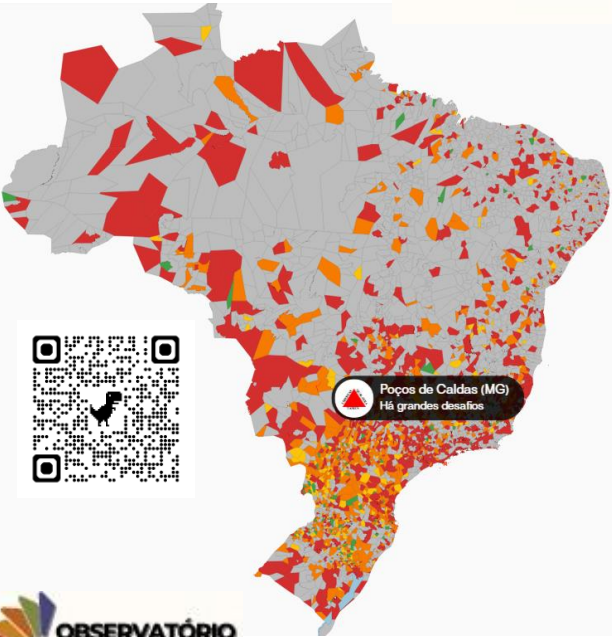 Poços de Caldas (MG)
Há grandes desafios
OBSERVATÓRIO